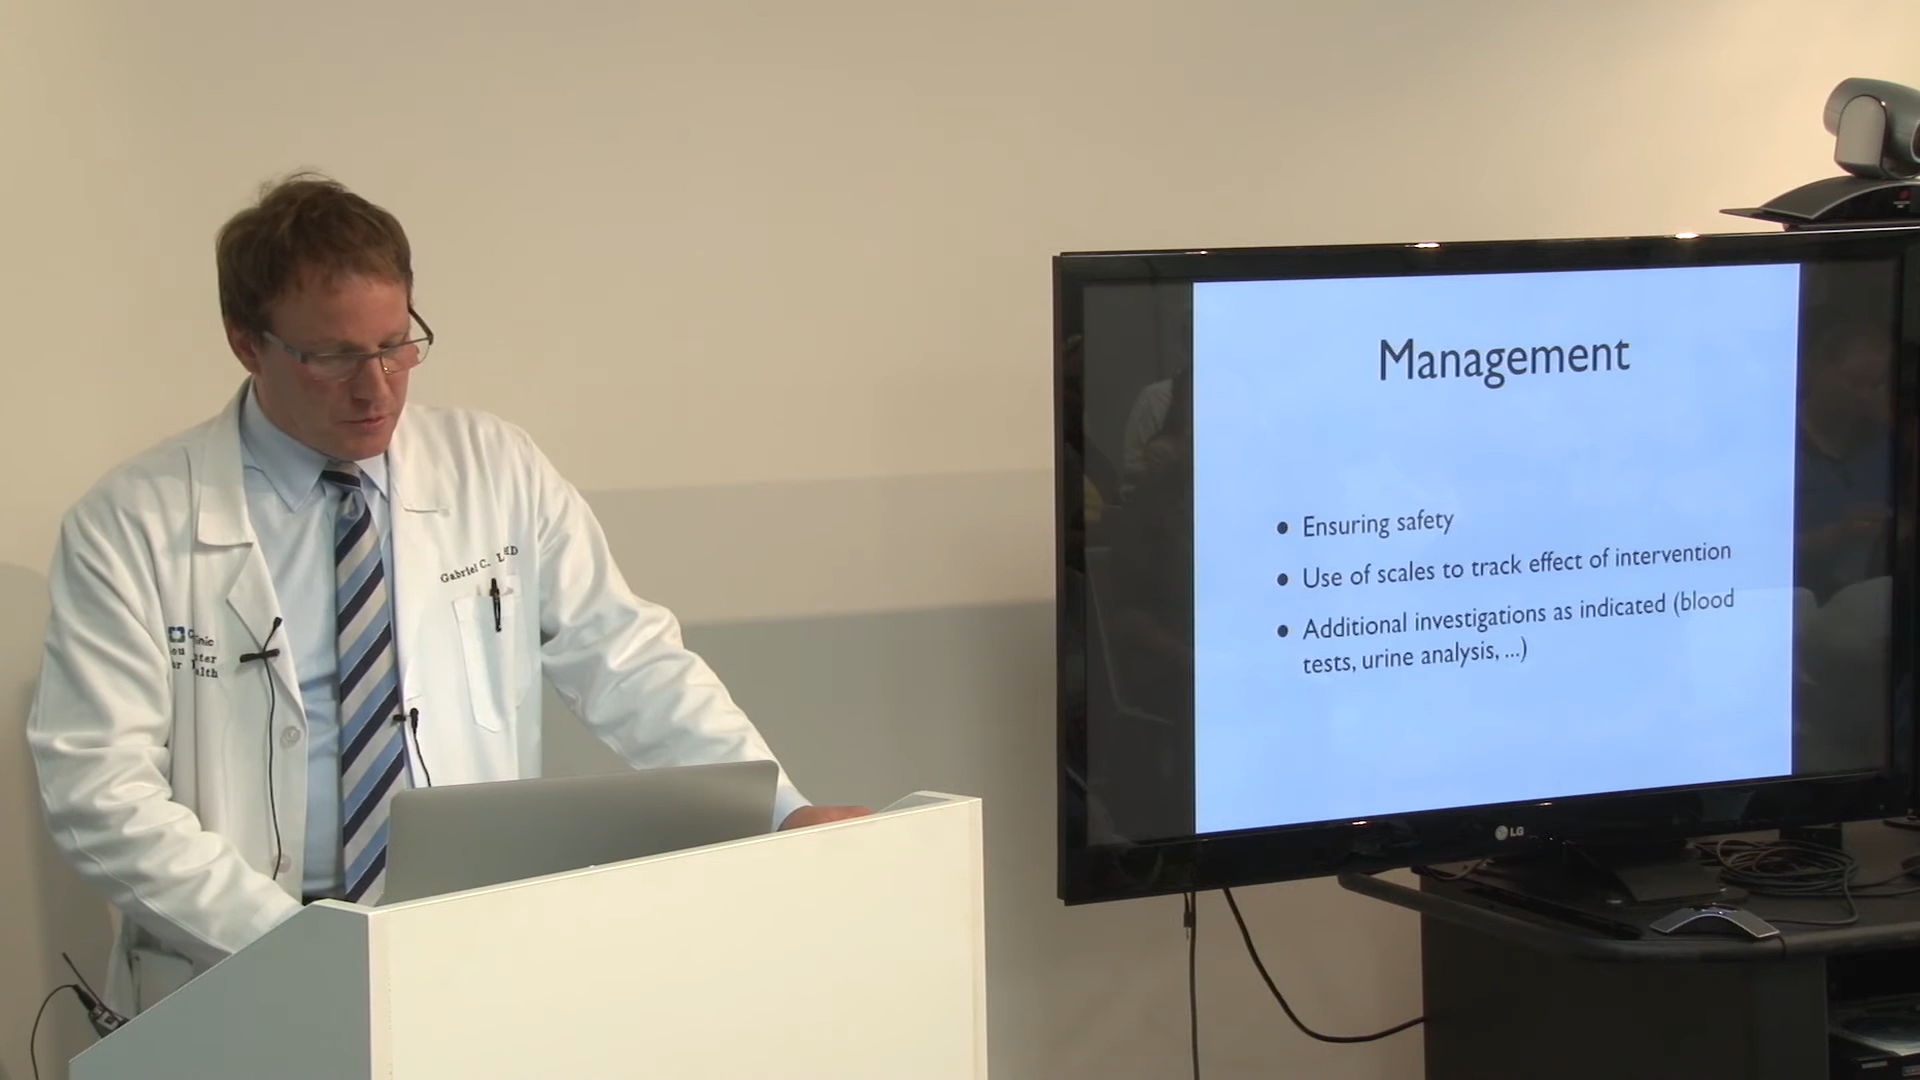 Management
• Ensuring safety
• Use of scales to track effect of intervention
• Additional investigations as indicated (blood
tests, urine analysis, ...)
Gabriel C.
LG